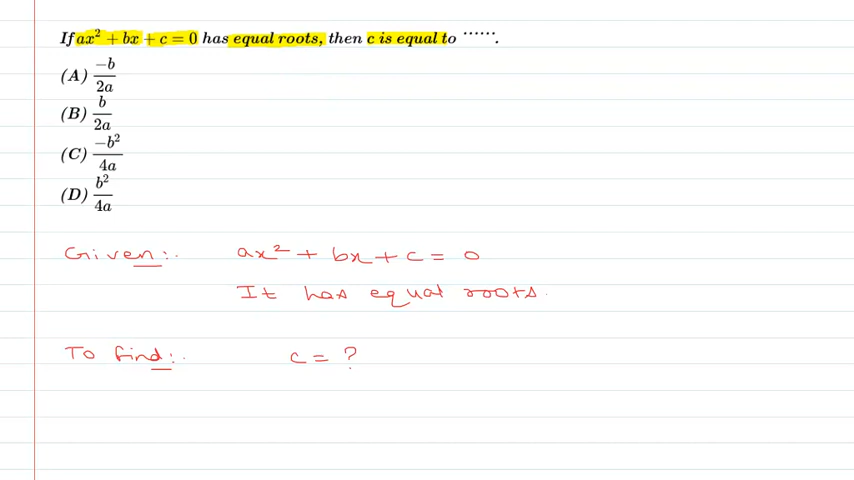 If ax² + bx + c = 0 has equal roots, then c is equal to ⋯⋯.
(A) −b/2a
(B) b/2a
(C) −b²/4a
(D) b²/4a
Given:. ax² + bx + c = 0
It has equal roots.
To find:. c = ?